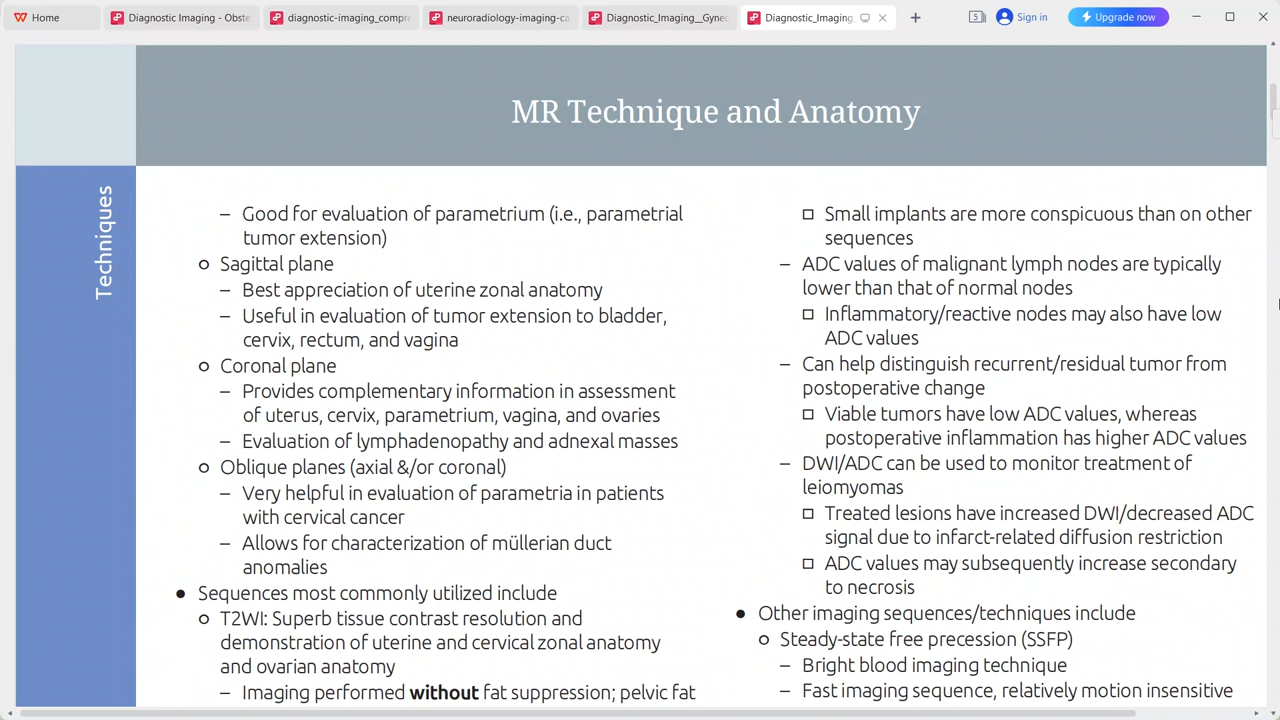 Home
Diagnostic Imaging - Obste
diagnostic-imaging_compre
neuroradiology-imaging-ca
Diagnostic_Imaging__Gynec
Diagnostic_Imaging_
5
Sign in
Upgrade now
MR Technique and Anatomy
Techniques
– Good for evaluation of parametrium (i.e., parametrial
tumor extension)
o Sagittal plane
– Best appreciation of uterine zonal anatomy
– Useful in evaluation of tumor extension to bladder,
cervix, rectum, and vagina
o Coronal plane
– Provides complementary information in assessment
of uterus, cervix, parametrium, vagina, and ovaries
– Evaluation of lymphadenopathy and adnexal masses
o Oblique planes (axial &/or coronal)
– Very helpful in evaluation of parametria in patients
with cervical cancer
– Allows for characterization of müllerian duct
anomalies
● Sequences most commonly utilized include
o T2WI: Superb tissue contrast resolution and
demonstration of uterine and cervical zonal anatomy
and ovarian anatomy
– Imaging performed without fat suppression; pelvic fat
□ Small implants are more conspicuous than on other
sequences
– ADC values of malignant lymph nodes are typically
lower than that of normal nodes
□ Inflammatory/reactive nodes may also have low
ADC values
– Can help distinguish recurrent/residual tumor from
postoperative change
□ Viable tumors have low ADC values, whereas
postoperative inflammation has higher ADC values
– DWI/ADC can be used to monitor treatment of
leiomyomas
□ Treated lesions have increased DWI/decreased ADC
signal due to infarct-related diffusion restriction
□ ADC values may subsequently increase secondary
to necrosis
● Other imaging sequences/techniques include
o Steady-state free precession (SSFP)
– Bright blood imaging technique
– Fast imaging sequence, relatively motion insensitive